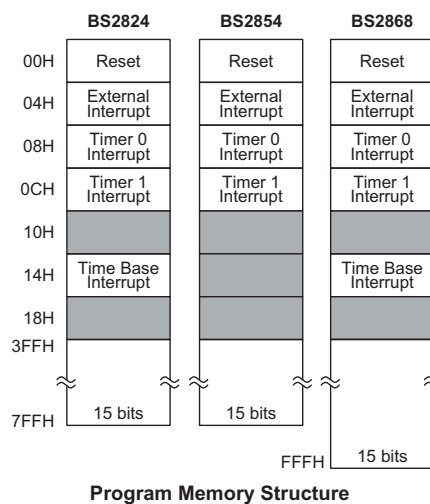 BS2824 BS2854 BS2868
00H Reset Reset Reset
04H External Interrupt External Interrupt External Interrupt
08H Timer 0 Interrupt Timer 0 Interrupt Timer 0 Interrupt
0CH Timer 1 Interrupt Timer 1 Interrupt Timer 1 Interrupt
10H
14H Time Base Interrupt Time Base Interrupt
18H
3FFH
7FFH 15 bits 15 bits
FFFH 15 bits
Program Memory Structure